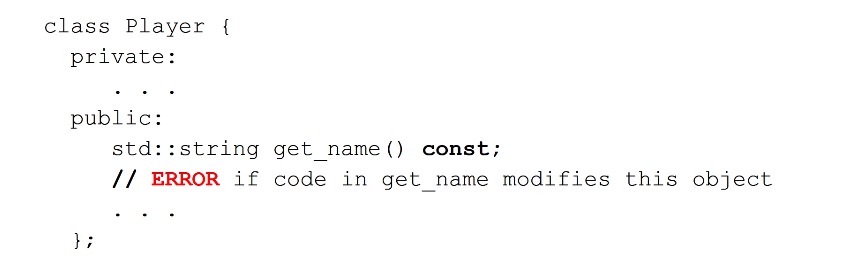 class Player {
private:
. . .
public:
std::string get_name() const;
// ERROR if code in get_name modifies this object
. . .
};